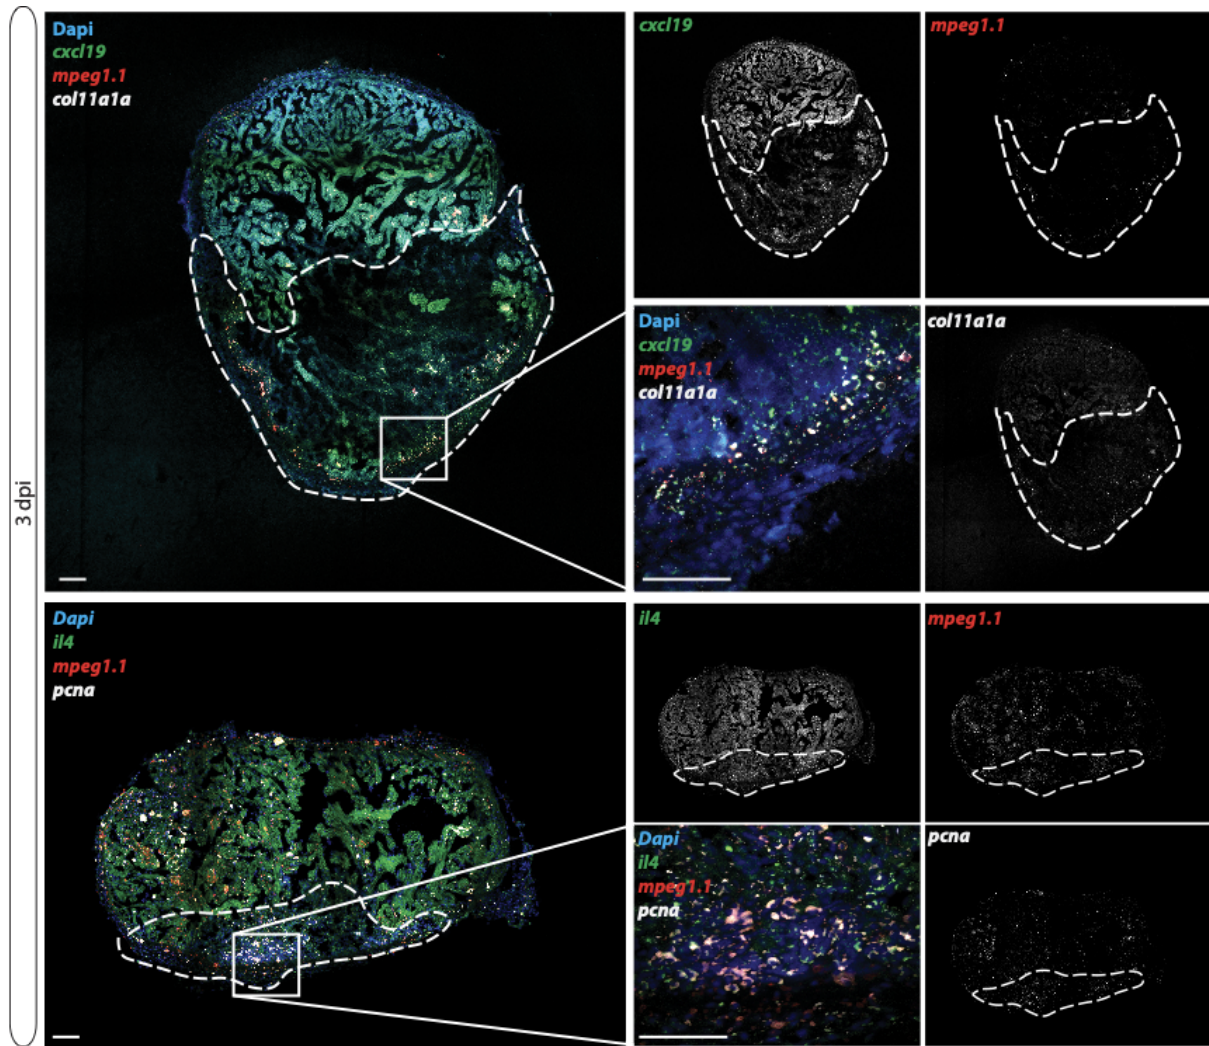 3 dpi
Dapi
cxcl19
mpeg1.1
col11a1a
cxcl19
mpeg1.1
Dapi
cxcl19
mpeg1.1
col11a1a
col11a1a
Dapi
il4
mpeg1.1
pcna
il4
mpeg1.1
Dapi
il4
mpeg1.1
pcna
pcna